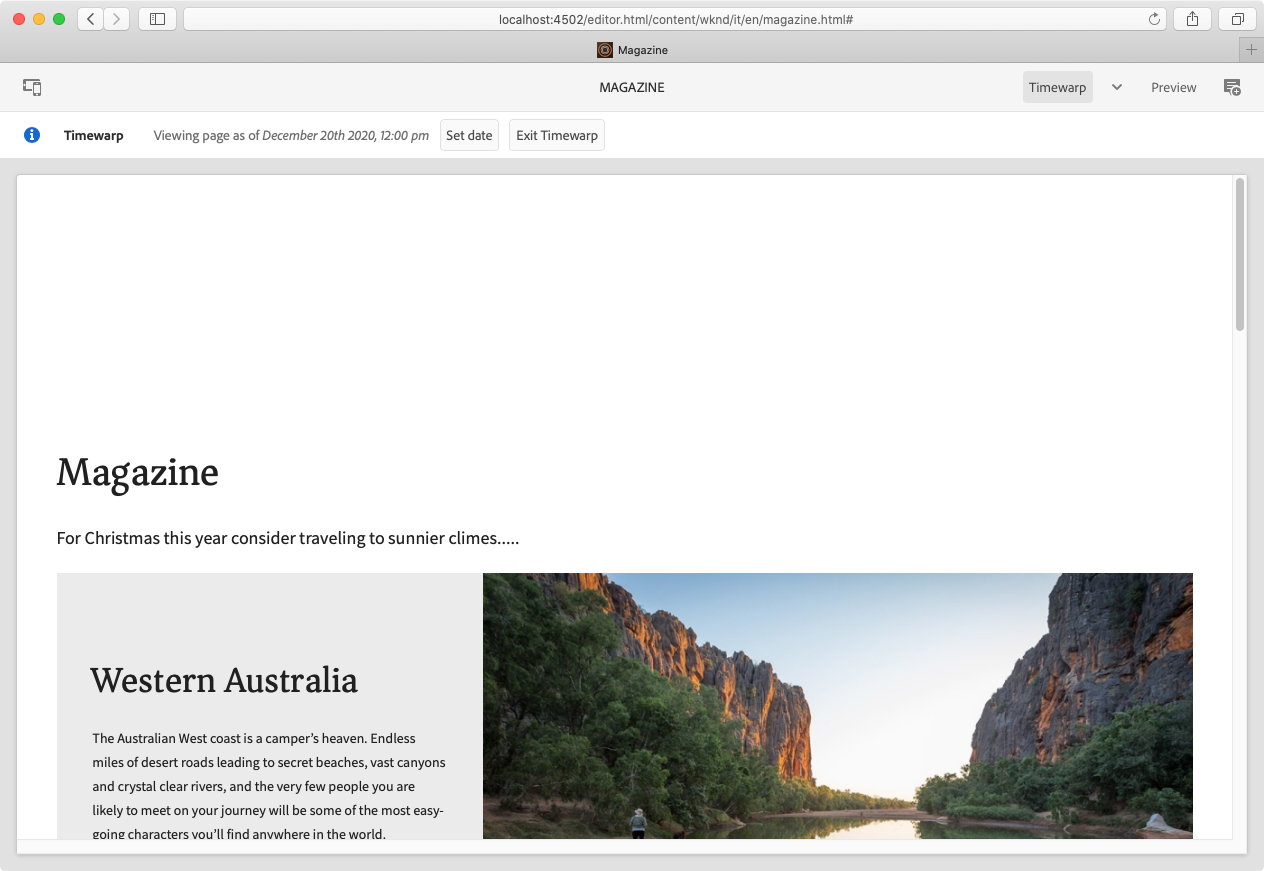 localhost:4502/editor.html/content/wknd/it/en/magazine.html#
Magazine
MAGAZINE
Timewarp
Preview
Timewarp
Viewing page as of December 20th 2020, 12:00 pm
Set date
Exit Timewarp
Magazine
For Christmas this year consider traveling to sunnier climes.....
Western Australia
The Australian West coast is a camper’s heaven. Endless
miles of desert roads leading to secret beaches, vast canyons
and crystal clear rivers, and the very few people you are
likely to meet on your journey will be some of the most easy-
going characters you’ll find anywhere in the world.